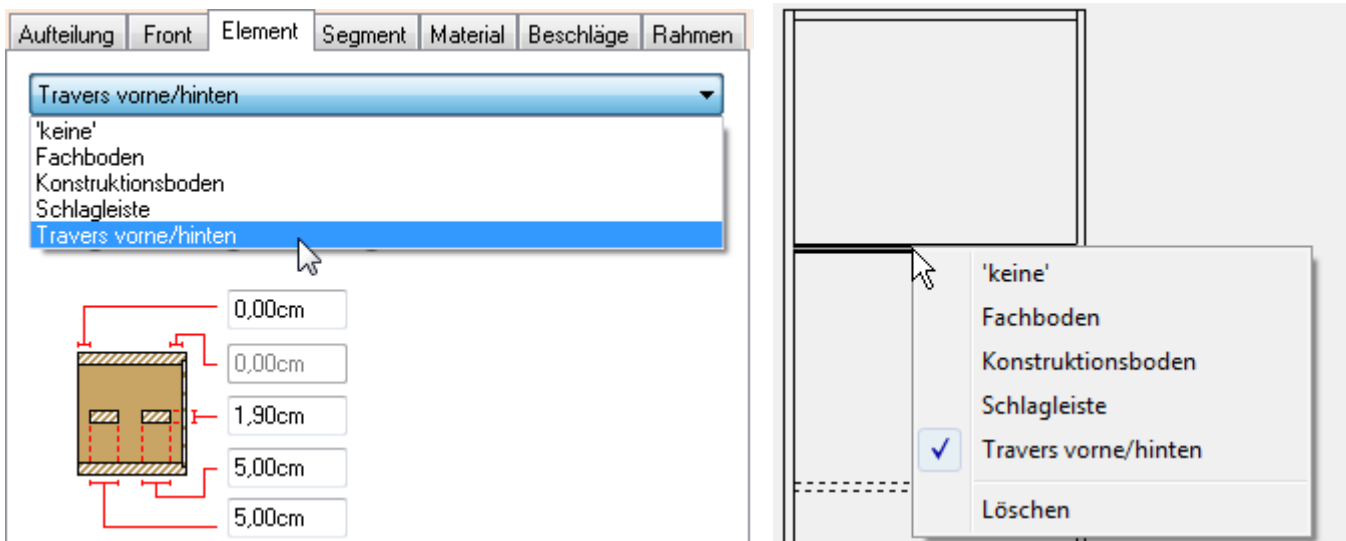 Aufteilung Front Element Segment Material Beschläge Rahmen
Travers vorne/hinten
'keine'
Fachboden
Konstruktionsboden
Schlagleiste
Travers vorne/hinten
0,00cm
0,00cm
1,90cm
5,00cm
5,00cm
'keine'
Fachboden
Konstruktionsboden
Schlagleiste
Travers vorne/hinten
Löschen